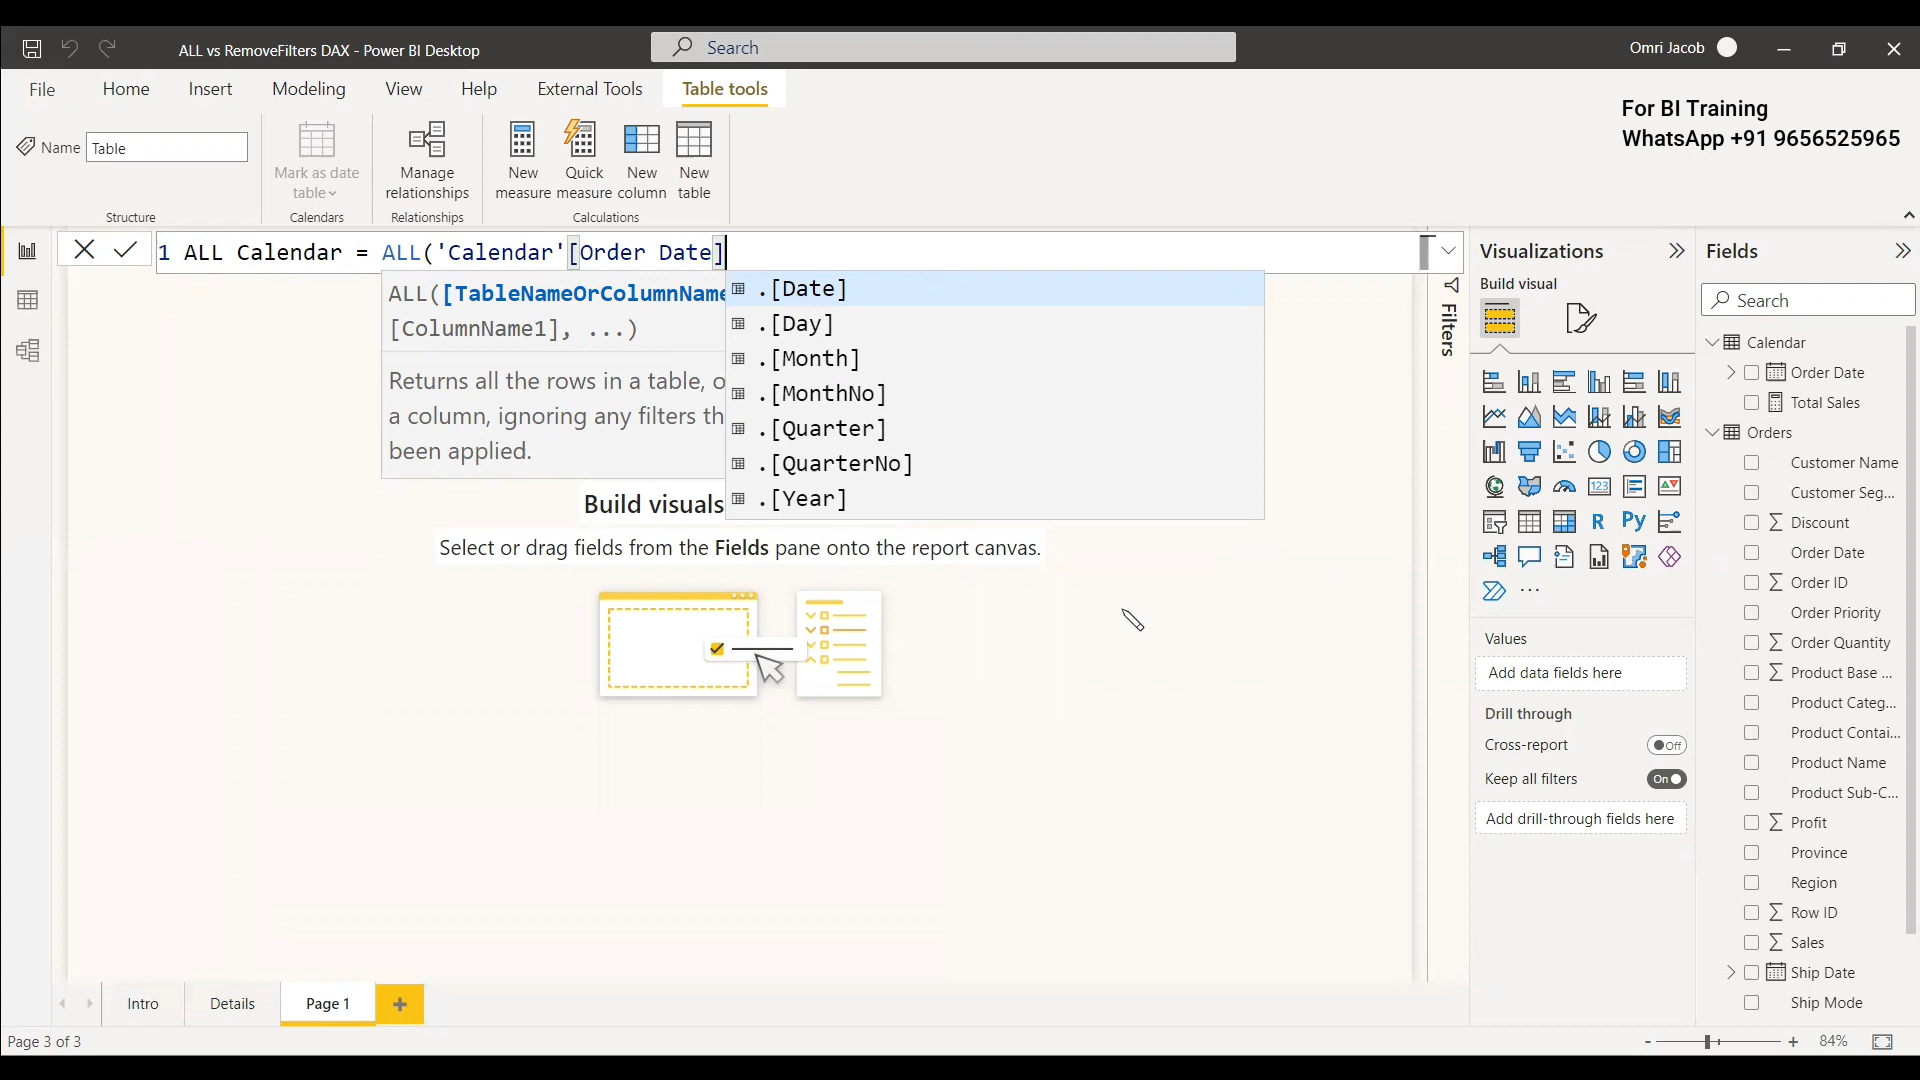 ALL vs RemoveFilters DAX - Power BI Desktop
Search
Omri Jacob
File
Home
Insert
Modeling
View
Help
External Tools
Table tools
For BI Training
WhatsApp +91 9656525965
Name
Table
Mark as date
table
Manage
relationships
New
measure
Quick
measure
New
column
New
table
Structure
Calendars
Relationships
Calculations
1 ALL Calendar = ALL('Calendar'[Order Date]
ALL([TableNameOrColumnName
[ColumnName1], ...)
Returns all the rows in a table, o
a column, ignoring any filters th
been applied.
.[Date]
.[Day]
.[Month]
.[MonthNo]
.[Quarter]
.[QuarterNo]
.[Year]
Build visuals
Select or drag fields from the Fields pane onto the report canvas.
Filters
Visualizations
Build visual
123
R
Py
...
Values
Add data fields here
Drill through
Cross-report
Off
Keep all filters
On
Add drill-through fields here
Fields
Search
Calendar
Order Date
Total Sales
Orders
Customer Name
Customer Seg...
Discount
Order Date
Order ID
Order Priority
Order Quantity
Product Base ...
Product Categ...
Product Contai...
Product Name
Product Sub-C...
Profit
Province
Region
Row ID
Sales
Ship Date
Ship Mode
Intro
Details
Page 1
+
Page 3 of 3
- + 84%